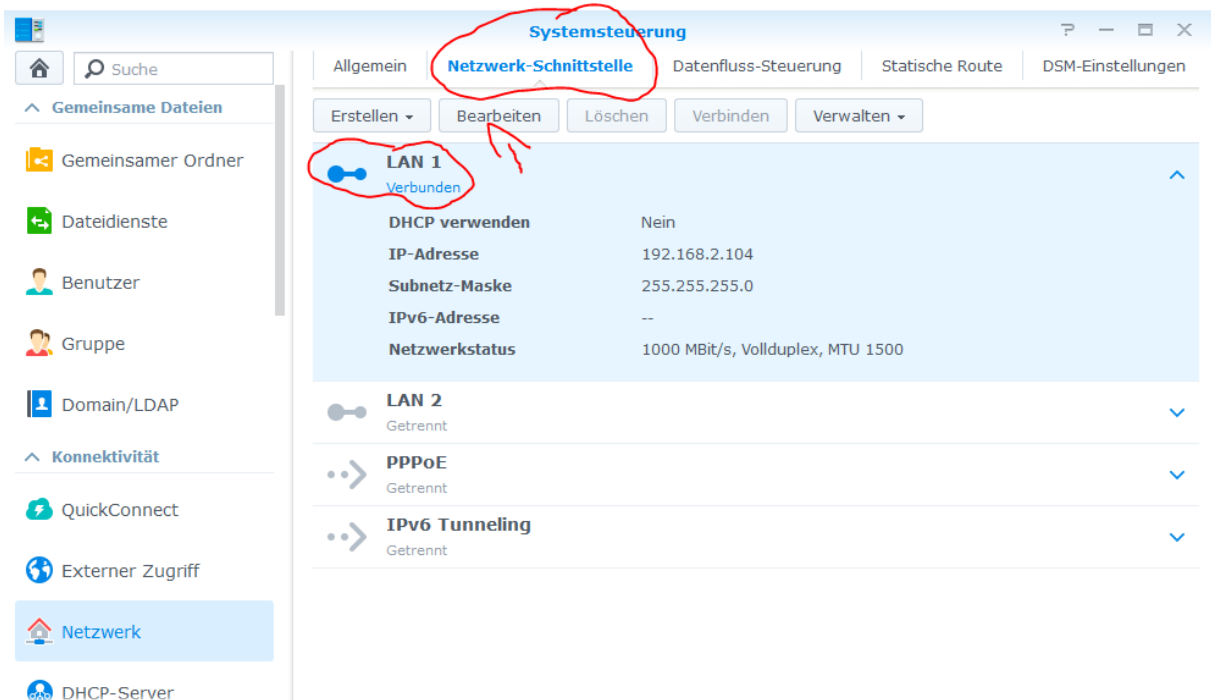 Systemsteuerung
Suche
Allgemein Netzwerk-Schnittstelle Datenfluss-Steuerung Statische Route DSM-Einstellungen
Gemeinsame Dateien
Gemeinsamer Ordner
Dateidienste
Benutzer
Gruppe
Domain/LDAP
Konnektivität
QuickConnect
Externer Zugriff
Netzwerk
DHCP-Server
Erstellen Bearbeiten Löschen Verbinden Verwalten
LAN 1
Verbunden
DHCP verwenden Nein
IP-Adresse 192.168.2.104
Subnetz-Maske 255.255.255.0
IPv6-Adresse --
Netzwerkstatus 1000 MBit/s, Vollduplex, MTU 1500
LAN 2
Getrennt
PPPoE
Getrennt
IPv6 Tunneling
Getrennt